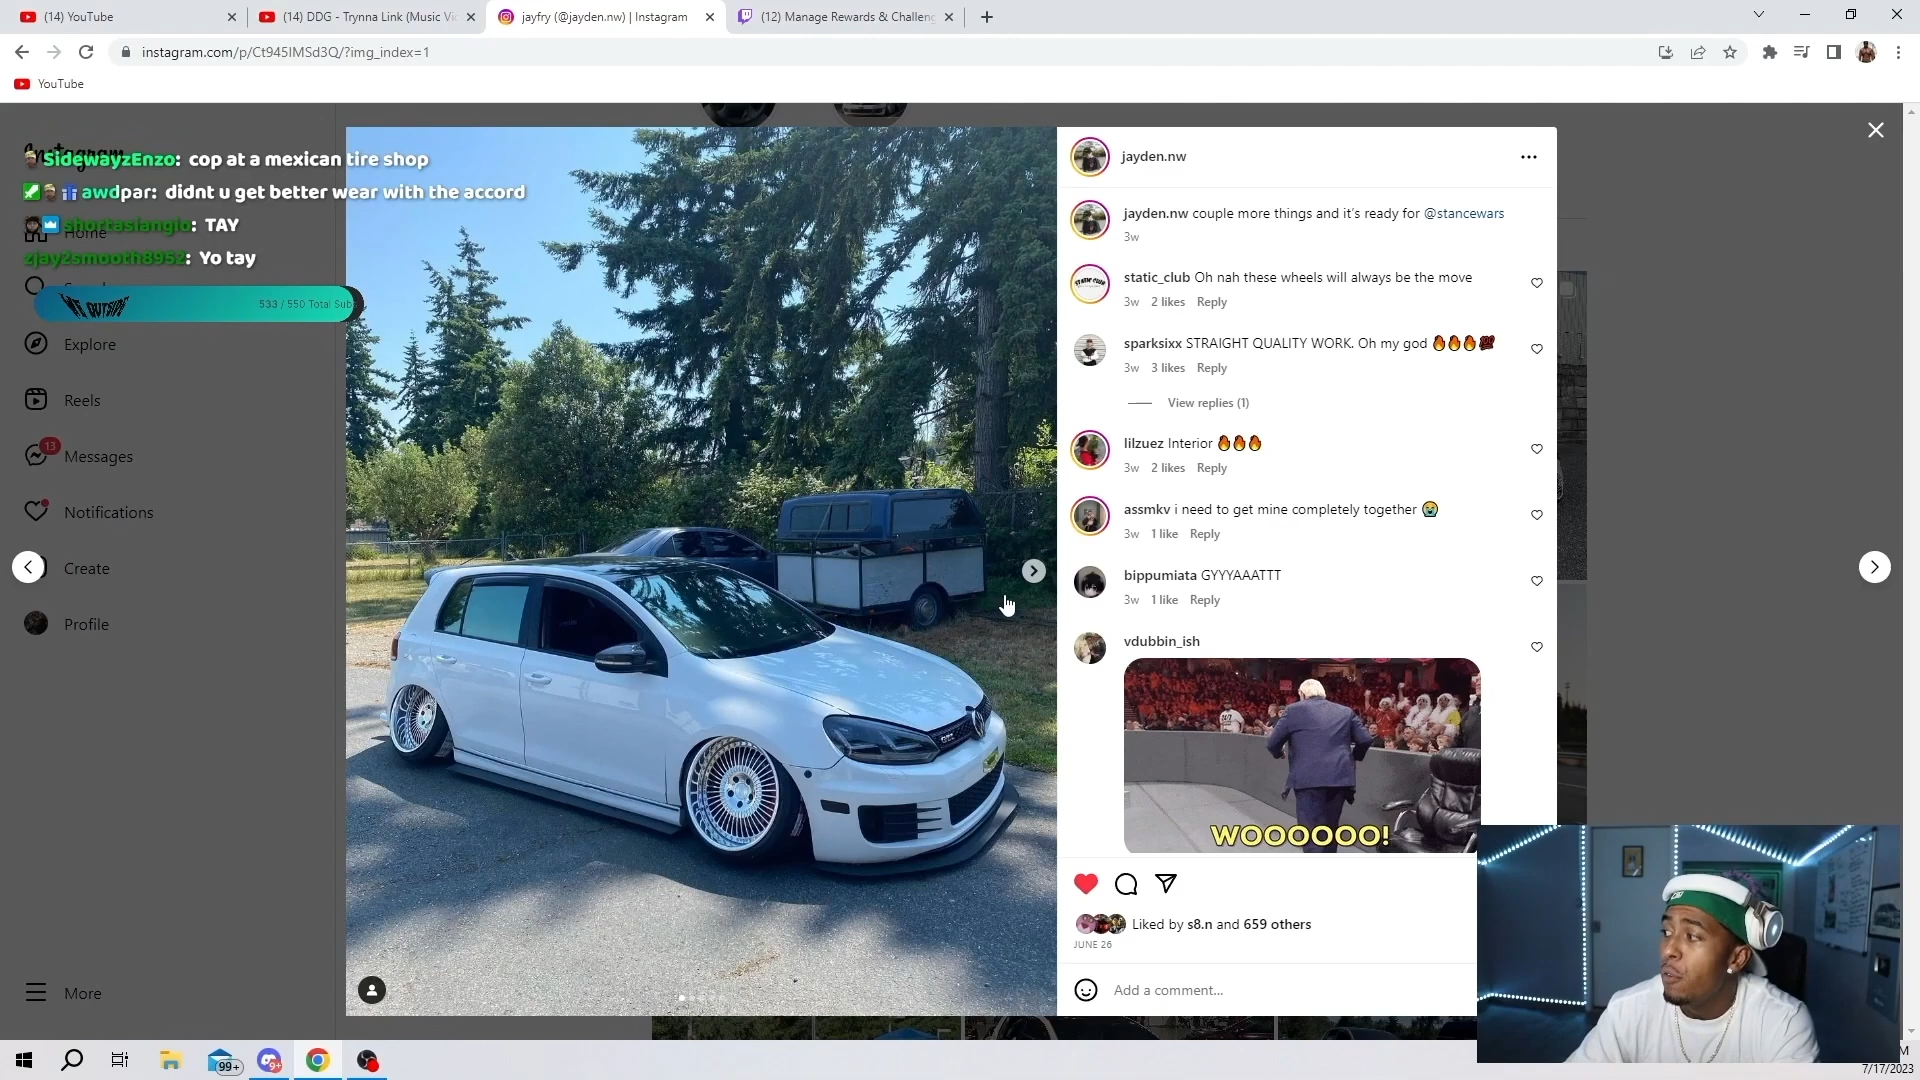 (14) YouTube
(14) DDG - Trynna Link (Music Vi
jayfry (@jayden.nw) | Instagram
(12) Manage Rewards & Challeng
instagram.com/p/Ct945IMSd3Q/?img_index=1
YouTube
Instagram
SidewayzEnzo: cop at a mexican tire shop
awdpar: didnt u get better wear with the accord
shortasiangio: TAY
Home
zjay2smooth8952: Yo tay
533 / 550 Total Sub
Explore
Reels
13
Messages
Notifications
Create
Profile
More
jayden.nw
jayden.nw couple more things and it's ready for @stancewars
3w
static_club Oh nah these wheels will always be the move
3w 2 likes Reply
sparksixx STRAIGHT QUALITY WORK. Oh my god 🔥🔥🔥💯
3w 3 likes Reply
View replies (1)
lilzuez Interior 🔥🔥🔥
3w 2 likes Reply
assmkv i need to get mine completely together 😭
3w 1 like Reply
bippumiata GYYYAAATTT
3w 1 like Reply
vdubbin_ish
WOOOOOO!
Liked by s8.n and 659 others
JUNE 26
Add a comment...
99+
9+
7/17/2023